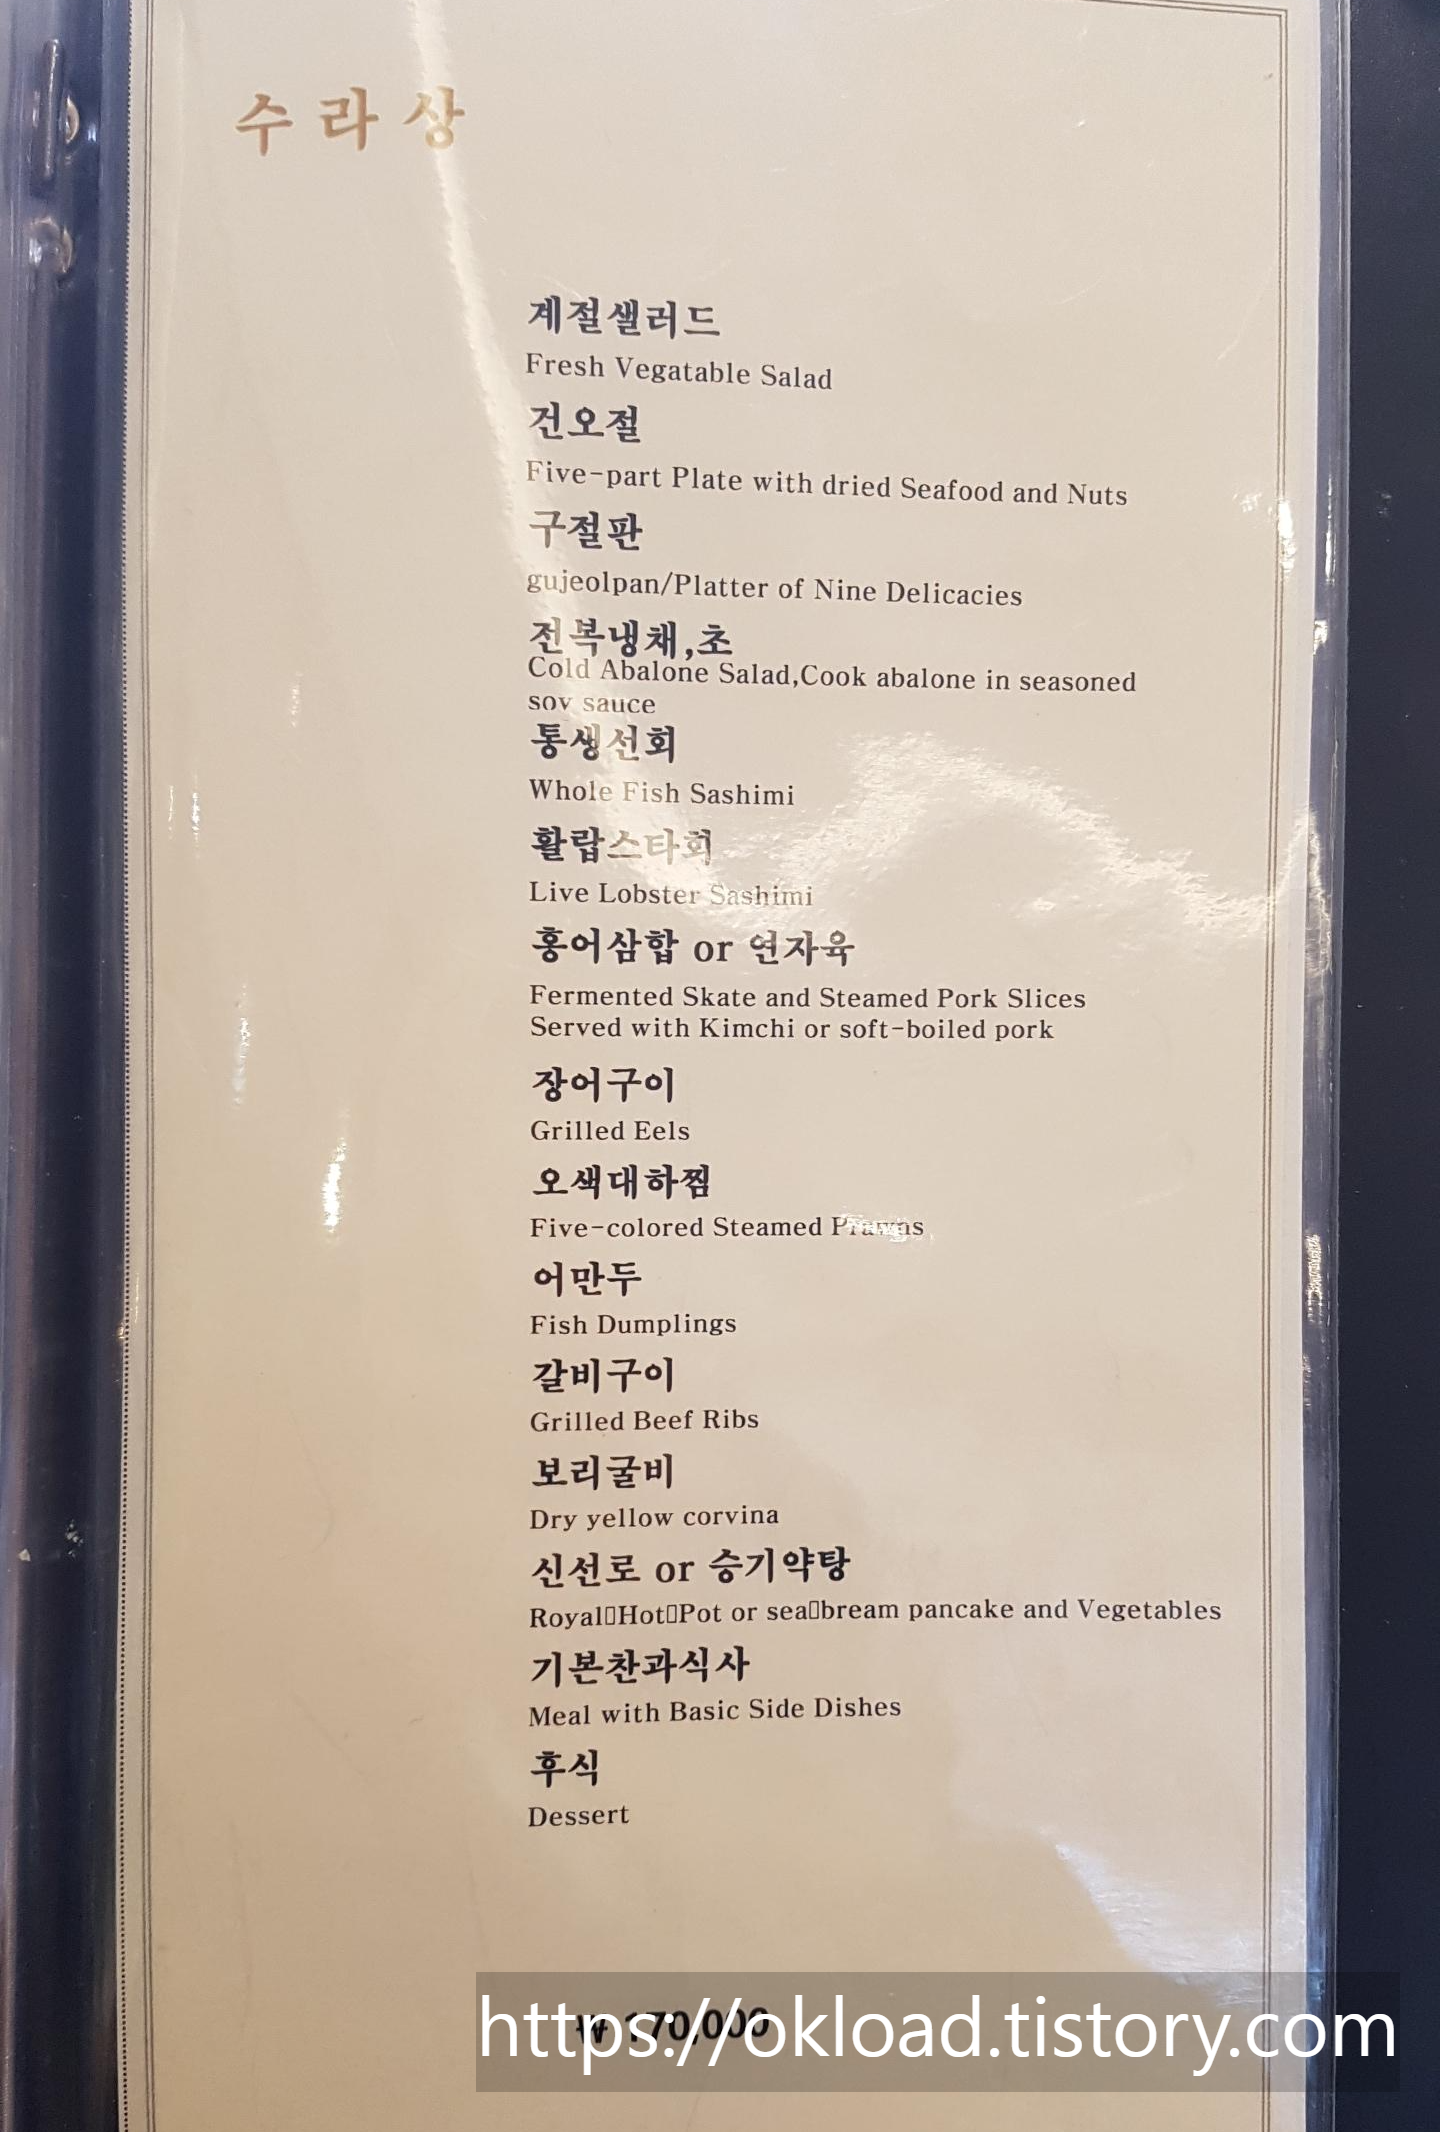 수라상
계절샐러드
Fresh Vegatable Salad
건오절
Five-part Plate with dried Seafood and Nuts
구절판
gujeolpan/Platter of Nine Delicacies
전복냉채,초
Cold Abalone Salad,Cook abalone in seasoned
soy sauce
통생선회
Whole Fish Sashimi
활랍스타회
Live Lobster Sashimi
홍어삼합 or 연자육
Fermented Skate and Steamed Pork Slices
Served with Kimchi or soft-boiled pork
장어구이
Grilled Eels
오색대하찜
Five-colored Steamed Prawns
어만두
Fish Dumplings
갈비구이
Grilled Beef Ribs
보리굴비
Dry yellow corvina
신선로 or 승기약탕
Royal▯Hot▯Pot or sea▯bream pancake and Vegetables
기본찬과식사
Meal with Basic Side Dishes
후식
Dessert
₩ 170,000
https://okload.tistory.com